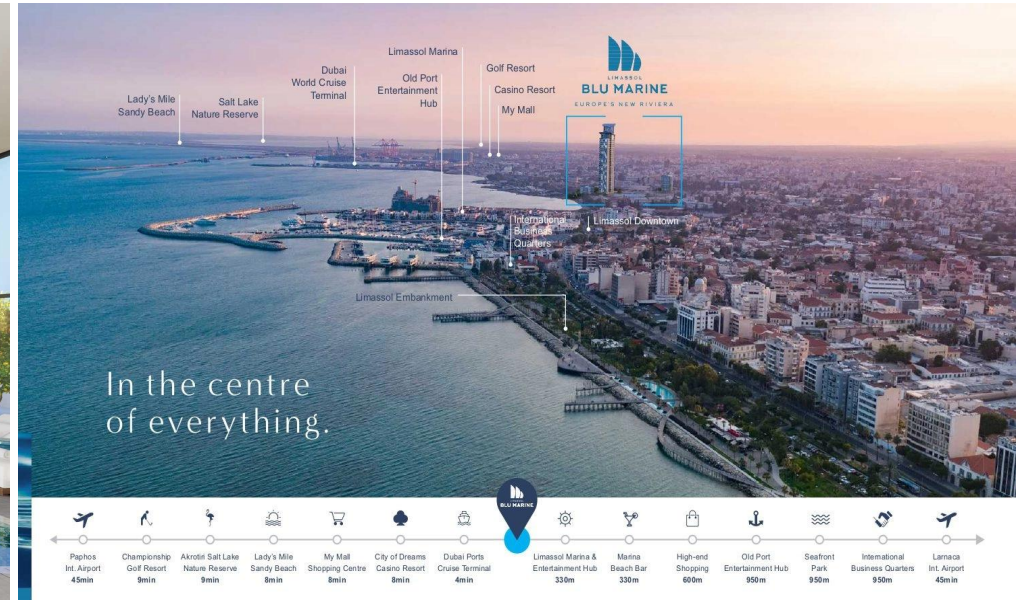 Limassol Marina
Dubai
World Cruise
Terminal
Old Port
Entertainment
Hub
Golf Resort
Casino Resort
My Mall
Lady's Mile
Sandy Beach
Salt Lake
Nature Reserve
LIMASSOL
BLU MARINE
EUROPE'S NEW RIVIERA
International
Business
Quarters
Limassol Downtown
Limassol Embankment
In the centre
of everything.
BLU MARINE
Paphos
Int. Airport
45min
Championship
Golf Resort
9min
Akrotiri Salt Lake
Nature Reserve
9min
Lady's Mile
Sandy Beach
8min
My Mall
Shopping Centre
8min
City of Dreams
Casino Resort
8min
Dubai Ports
Cruise Terminal
4min
Limassol Marina &
Entertainment Hub
330m
Marina
Beach Bar
330m
High-end
Shopping
600m
Old Port
Entertainment Hub
950m
Seafront
Park
950m
International
Business Quarters
950m
Larnaca
Int. Airport
45min